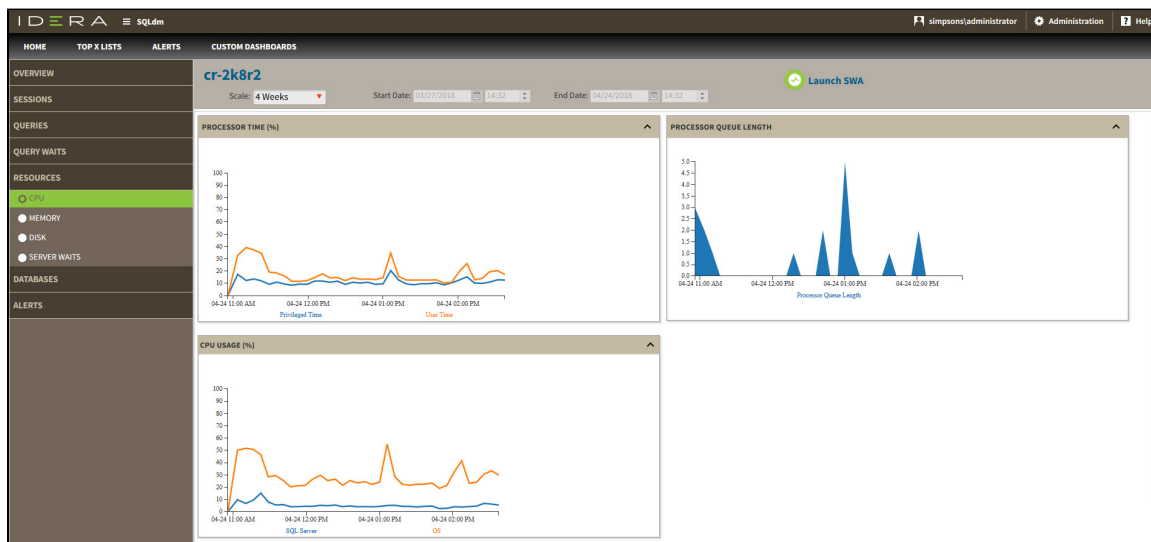 IDERA ≡ SQLdm simpsons\administrator Administration ? Help
HOME TOP X LISTS ALERTS CUSTOM DASHBOARDS
OVERVIEW
SESSIONS
QUERIES
QUERY WAITS
RESOURCES
CPU
MEMORY
DISK
SERVER WAITS
DATABASES
ALERTS
cr-2k8r2 Launch SWA
Scale: 4 Weeks Start Date: 03/27/2018 14:32 End Date: 04/24/2018 14:32
PROCESSOR TIME (%)
100
90
80
70
60
50
40
30
20
10
0
04-24 11:00 AM 04-24 12:00 PM 04-24 01:00 PM 04-24 02:00 PM
Privilaged Time User Time
PROCESSOR QUEUE LENGTH
5.0
4.5
4.0
3.5
3.0
2.5
2.0
1.5
1.0
0.5
0.0
04-24 11:00 AM 04-24 12:00 PM 04-24 01:00 PM 04-24 02:00 PM
Processor Queue Length
CPU USAGE (%)
100
90
80
70
60
50
40
30
20
10
0
04-24 11:00 AM 04-24 12:00 PM 04-24 01:00 PM 04-24 02:00 PM
SQL Server OS